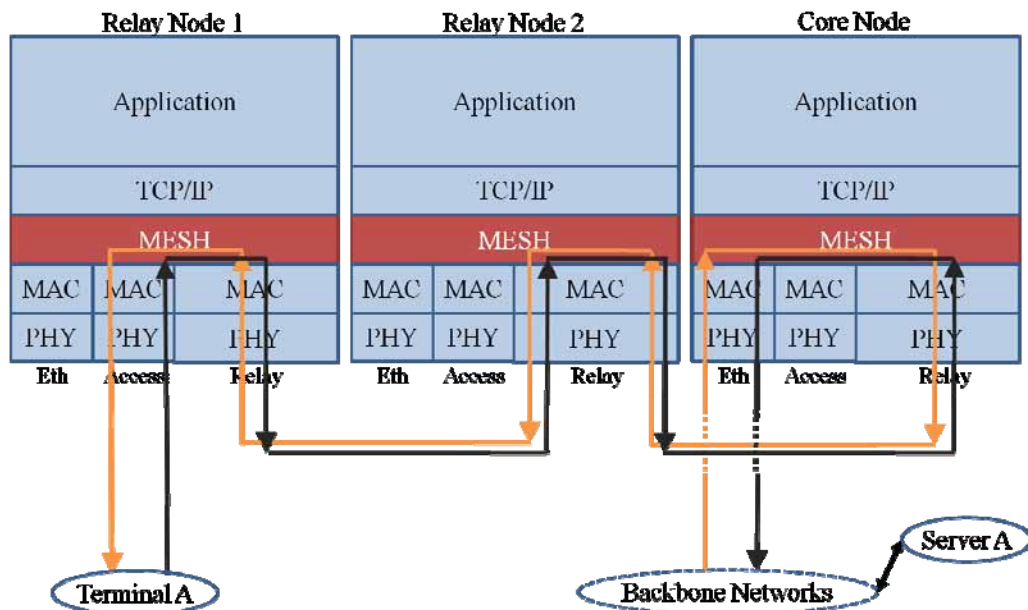 Relay Node 1 Relay Node 2 Core Node
Application Application Application
TCP/IP TCP/IP TCP/IP
MESH MESH MESH
MAC MAC MAC MAC MAC MAC MAC MAC MAC
PHY PHY PHY PHY PHY PHY PHY PHY PHY
Eth Access Relay Eth Access Relay Eth Access Relay
Server A
Terminal A Backbone Networks